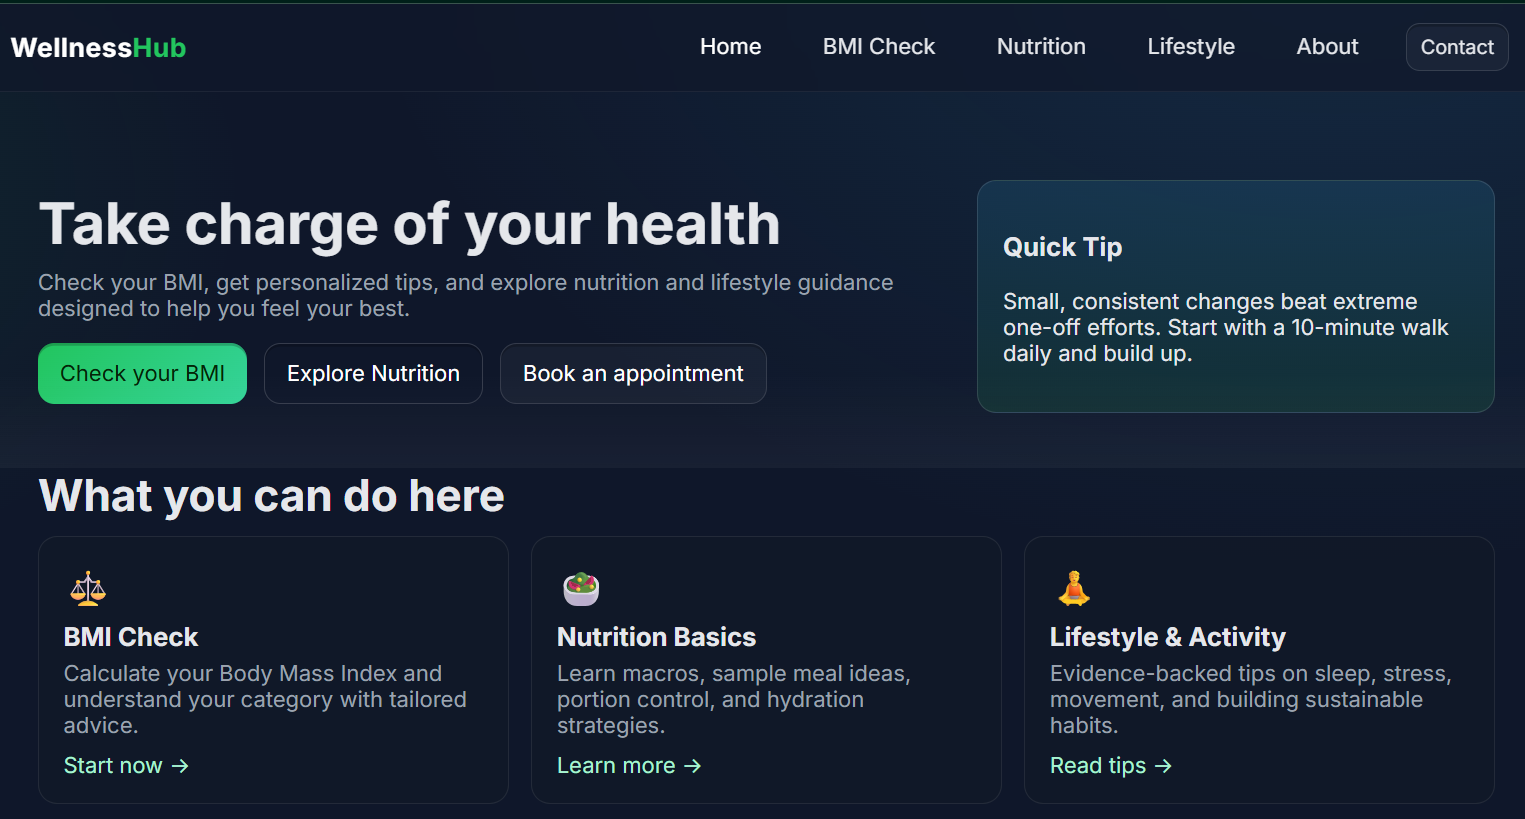 WellnessHub
Home
BMI Check
Nutrition
Lifestyle
About
Contact
Take charge of your health
Check your BMI, get personalized tips, and explore nutrition and lifestyle guidance
designed to help you feel your best.
Check your BMI
Explore Nutrition
Book an appointment
Quick Tip
Small, consistent changes beat extreme
one-off efforts. Start with a 10-minute walk
daily and build up.
What you can do here
BMI Check
Calculate your Body Mass Index and
understand your category with tailored
advice.
Start now →
Nutrition Basics
Learn macros, sample meal ideas,
portion control, and hydration
strategies.
Learn more →
Lifestyle & Activity
Evidence-backed tips on sleep, stress,
movement, and building sustainable
habits.
Read tips →